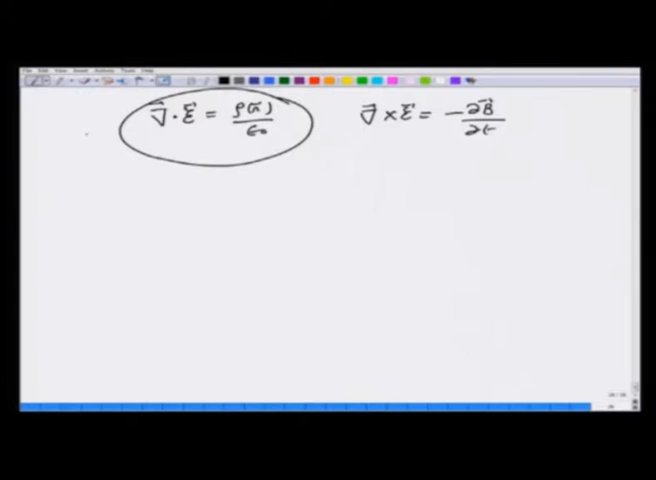 ∇⃗ · E⃗ = ρ(r⃗) / ε₀    ∇⃗ × E⃗ = − ∂B⃗ / ∂t